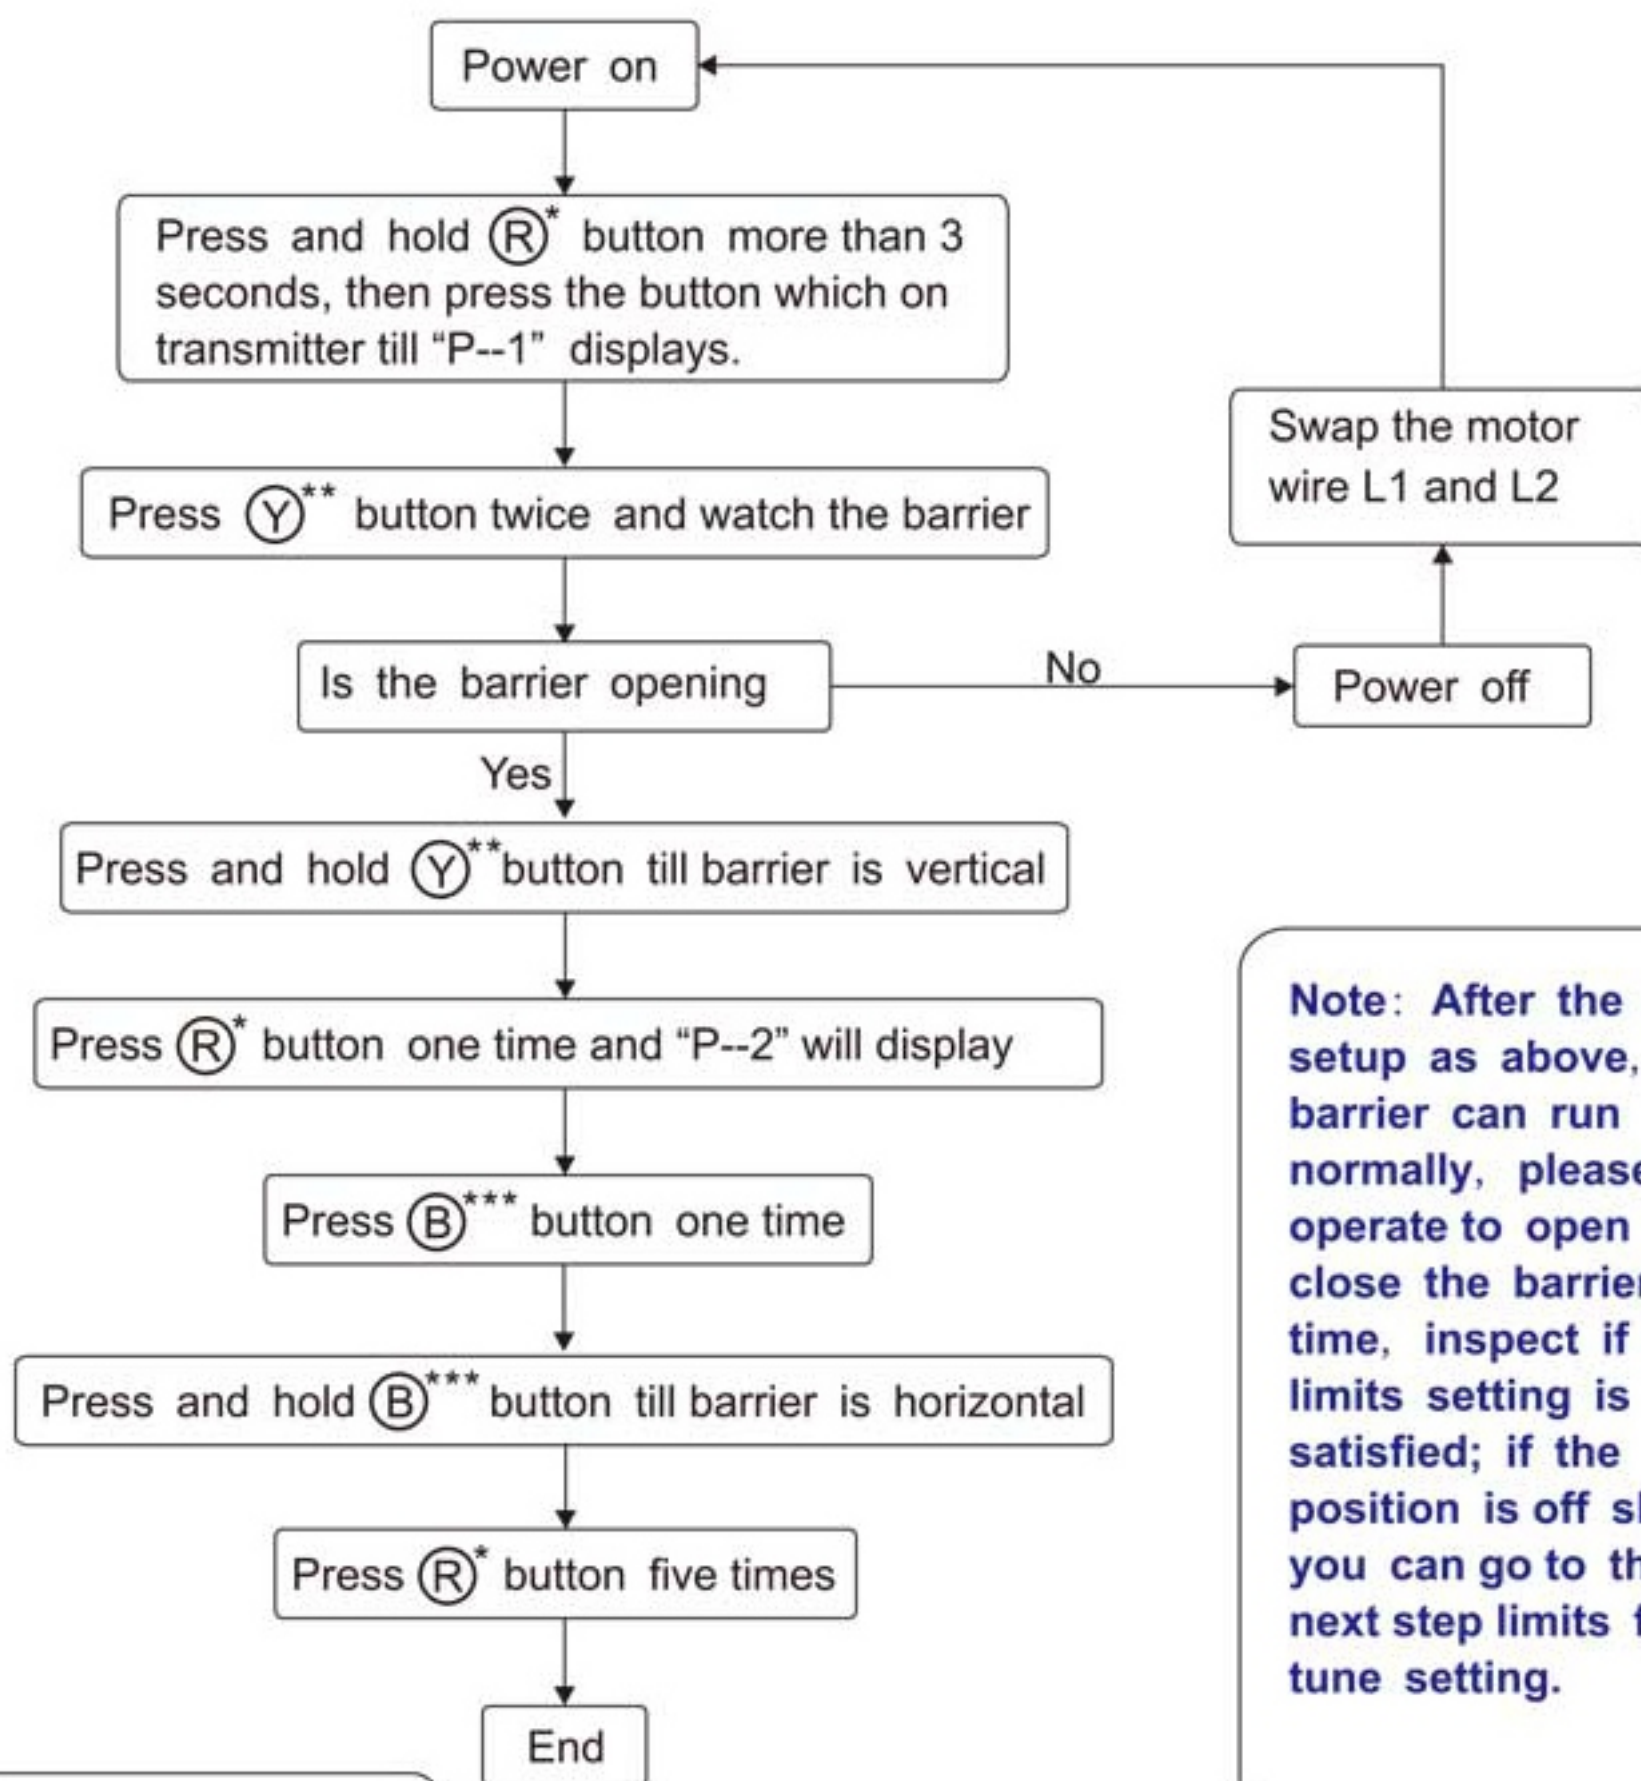 Power on
Press and hold Ⓡ* button more than 3
seconds, then press the button which on
transmitter till “P--1” displays.
Press Ⓨ** button twice and watch the barrier
Is the barrier opening
No
Power off
Swap the motor
wire L1 and L2
Yes
Press and hold Ⓨ** button till barrier is vertical
Press Ⓡ* button one time and “P--2” will display
Press Ⓑ*** button one time
Press and hold Ⓑ*** button till barrier is horizontal
Press Ⓡ* button five times
End
Note: After the
setup as above,
barrier can run
normally, please
operate to open
close the barrier
time, inspect if
limits setting is
satisfied; if the
position is off
you can go to
next step limits
tune setting.